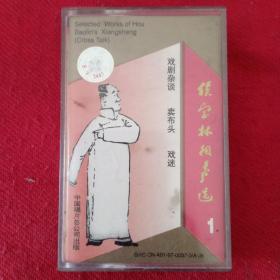 Selected Works of Hou
Baolin's Xiangsheng
(Cross Talk)
戏剧杂谈 卖布头 戏迷
侯宝林相声选
1
中国唱片总公司出版